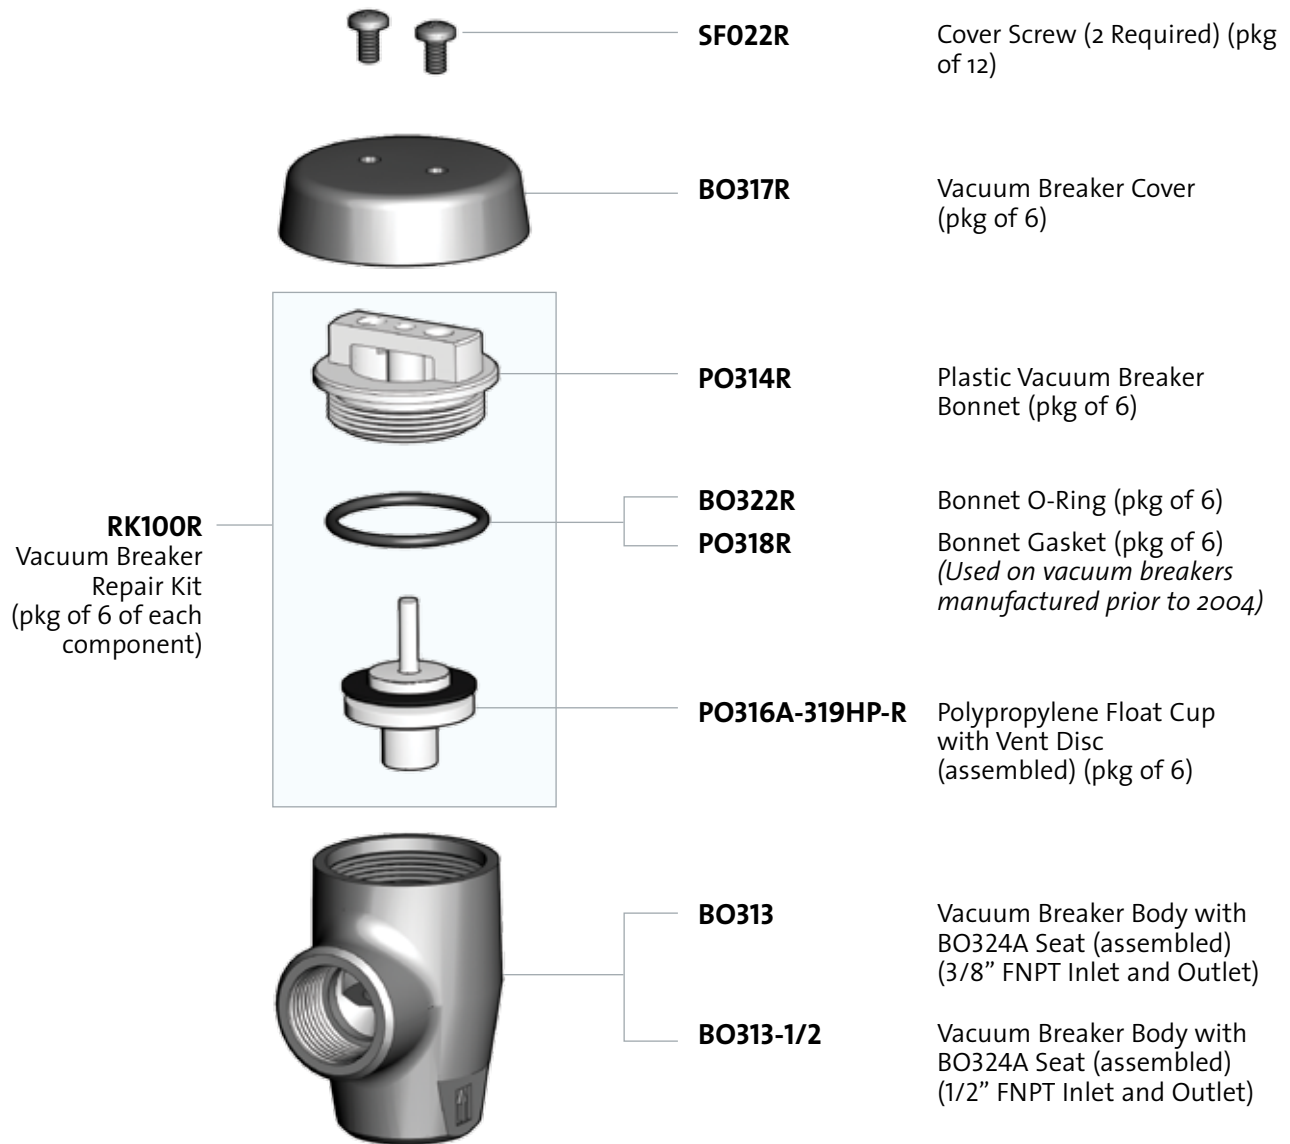 SF022R
Cover Screw (2 Required) (pkg
of 12)
BO317R
Vacuum Breaker Cover
(pkg of 6)
PO314R
Plastic Vacuum Breaker
Bonnet (pkg of 6)
RK100R
Vacuum Breaker
Repair Kit
(pkg of 6 of each
component)
BO322R
Bonnet O-Ring (pkg of 6)
PO318R
Bonnet Gasket (pkg of 6)
(Used on vacuum breakers
manufactured prior to 2004)
PO316A-319HP-R
Polypropylene Float Cup
with Vent Disc
(assembled) (pkg of 6)
BO313
Vacuum Breaker Body with
BO324A Seat (assembled)
(3/8” FNPT Inlet and Outlet)
BO313-1/2
Vacuum Breaker Body with
BO324A Seat (assembled)
(1/2” FNPT Inlet and Outlet)